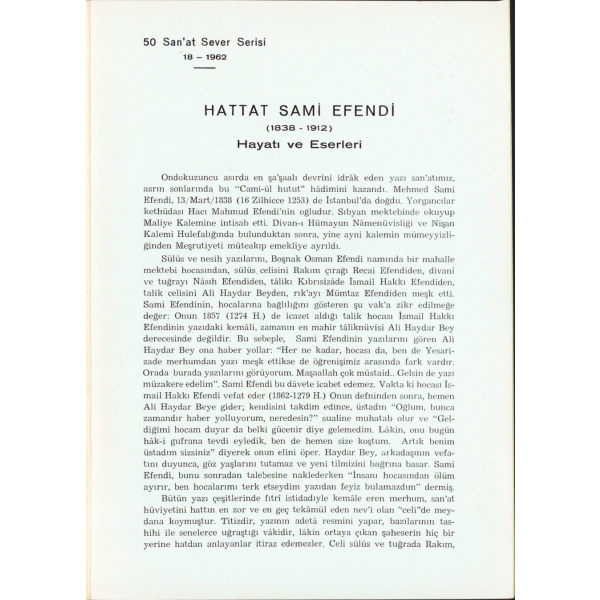 50 San'at Sever Serisi
18 – 1962
HATTAT SAMİ EFENDİ
(1838 - 1912)
Hayatı ve Eserleri
Ondokuzuncu asırda en şa'şaalı devrini idrâk eden yazı san'atımız,
asrın sonlarında bu "Cami-ül hutut" hâdimini kazandı. Mehmed Sami
Efendi, 13/Mart/1838 (16 Zilhicce 1253) de İstanbul'da doğdu. Yorgancılar
kethüdası Hacı Mahmud Efendi'nin oğludur. Sıbyan mektebinde okuyup
Maliye Kalemine intisab etti. Divan-ı Hümayun Nâmenüvisliği ve Nişan
Kalemi Hulefalığında bulunduktan sonra, yine ayni kalemin mümeyyizli-
ğinden Meşrutiyeti müteakıp emekliye ayrıldı.
Sülüs ve nesih yazılarını, Boşnak Osman Efendi namında bir mahalle
mektebi hocasından, sülüs celisini Rakım çırağı Recai Efendiden, divani
ve tuğrayı Nâsıh Efendiden, tâlikı Kıbrısizâde İsmail Hakkı Efendiden,
talik celisini Ali Haydar Beyden, rık'ayı Mümtaz Efendiden meşk etti.
Sami Efendinin, hocalarına bağlılığını gösteren şu vak'a zikr edilmeğe
değer: Onun 1857 (1274 H.) de icazet aldığı talik hocası İsmail Hakkı
Efendinin yazıdaki kemâli, zamanın en mahir tâliknüvisi Ali Haydar Bey
derecesinde değildir. Bu sebeple, Sami Efendinin yazılarını gören Ali
Haydar Bey ona haber yollar: "Her ne kadar, hocası da, ben de Yesari-
zade merhumdan yazı meşk ettikse de öğrenişimiz arasında fark vardır.
Orada burada yazılarını görüyorum. Maşaallah çok müstaid.. Gelsin de yazı
müzakere edelim". Sami Efendi bu dâvete icabet edemez. Vakta ki hocası İs-
mail Hakkı Efendi vefat eder (1862-1279 H.) Onun defninden sonra, hemen
Ali Haydar Beye gider; kendisini takdim edince, üstadın "Oğlum, bunca
zamandır haber yolluyorum, neredesin?" sualine muhatab olur ve "Gel-
diğimi hocam duyar da belki gücenir diye gelemedim. Lâkin, onu bugün
hâk-i gufrana tevdi eyledik, ben de hemen size koştum. Artık benim
üstadım sizsiniz" diyerek onun elini öper. Haydar Bey, arkadaşının vefa-
tını duyunca, göz yaşlarını tutamaz ve yeni tilmizini bağrına basar. Sami
Efendi, bunu sonradan talebesine naklederken "İnsanı hocasından ölüm
ayırır, ben hocalarımı terk etseydim yazıdan feyiz bulamazdım" dermiş.
Bütün yazı çeşitlerinde fıtrî istidadıyle kemâle eren merhum, san'at
hüviyetini hattın en zor ve en geç tekâmül eden nev'i olan "celi"de mey-
dana koymuştur. Titizdir, yazının adetâ resmini yapar, bazılarının tas-
hihi ile senelerce uğraştığı vâkidir, lâkin ortaya çıkan şaheserin hiç bir
yerine hatdan anlayanlar itiraz edemezler. Celi sülüs ve tuğrada Rakım,